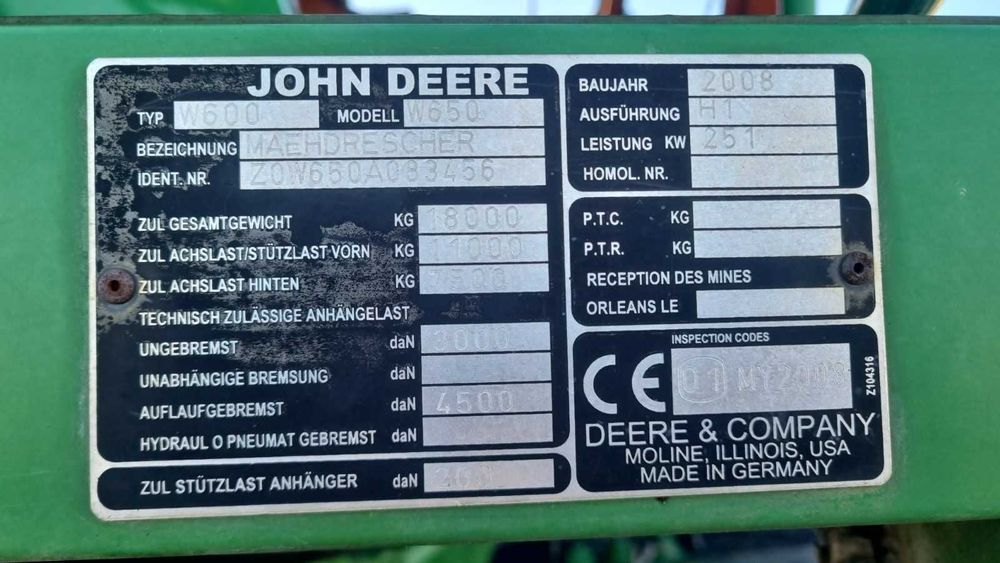 JOHN DEERE
TYP W600 MODELL W650
BEZEICHNUNG MAEHDRESCHER
IDENT. NR. Z0W650A083456
ZUL GESAMTGEWICHT KG 18000
ZUL ACHSLAST/STÜTZLAST VORN KG 11000
ZUL ACHSLAST HINTEN KG 7500
TECHNISCH ZULÄSSIGE ANHÄNGELAST
UNGEBREMST daN 3000
UNABHÄNGIGE BREMSUNG daN
AUFLAUFGEBREMST daN 4500
HYDRAUL O PNEUMAT GEBREMST daN
ZUL STÜTZLAST ANHÄNGER daN
BAUJAHR 2008
AUSFÜHRUNG H1
LEISTUNG KW 251
HOMOL. NR.
P.T.C. KG
P.T.R. KG
RECEPTION DES MINES
ORLEANS LE
INSPECTION CODES
CE 01 MY2008
Z104316
DEERE & COMPANY
MOLINE, ILLINOIS, USA
MADE IN GERMANY